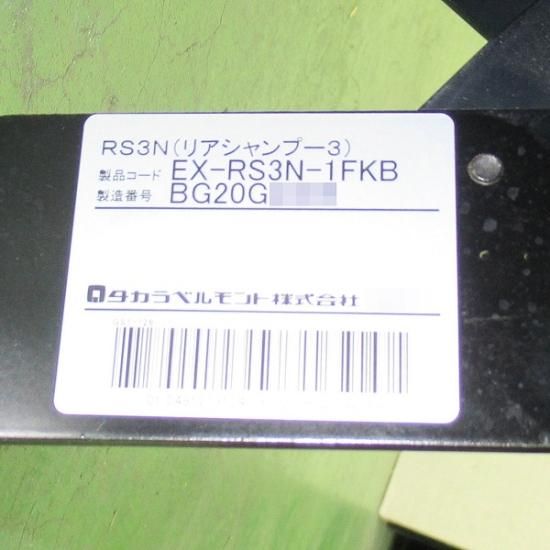 RS3N(リアシャンプー3)
製品コード EX-RS3N-1FKB
製造番号 BG20G
タカラベルモント株式会社